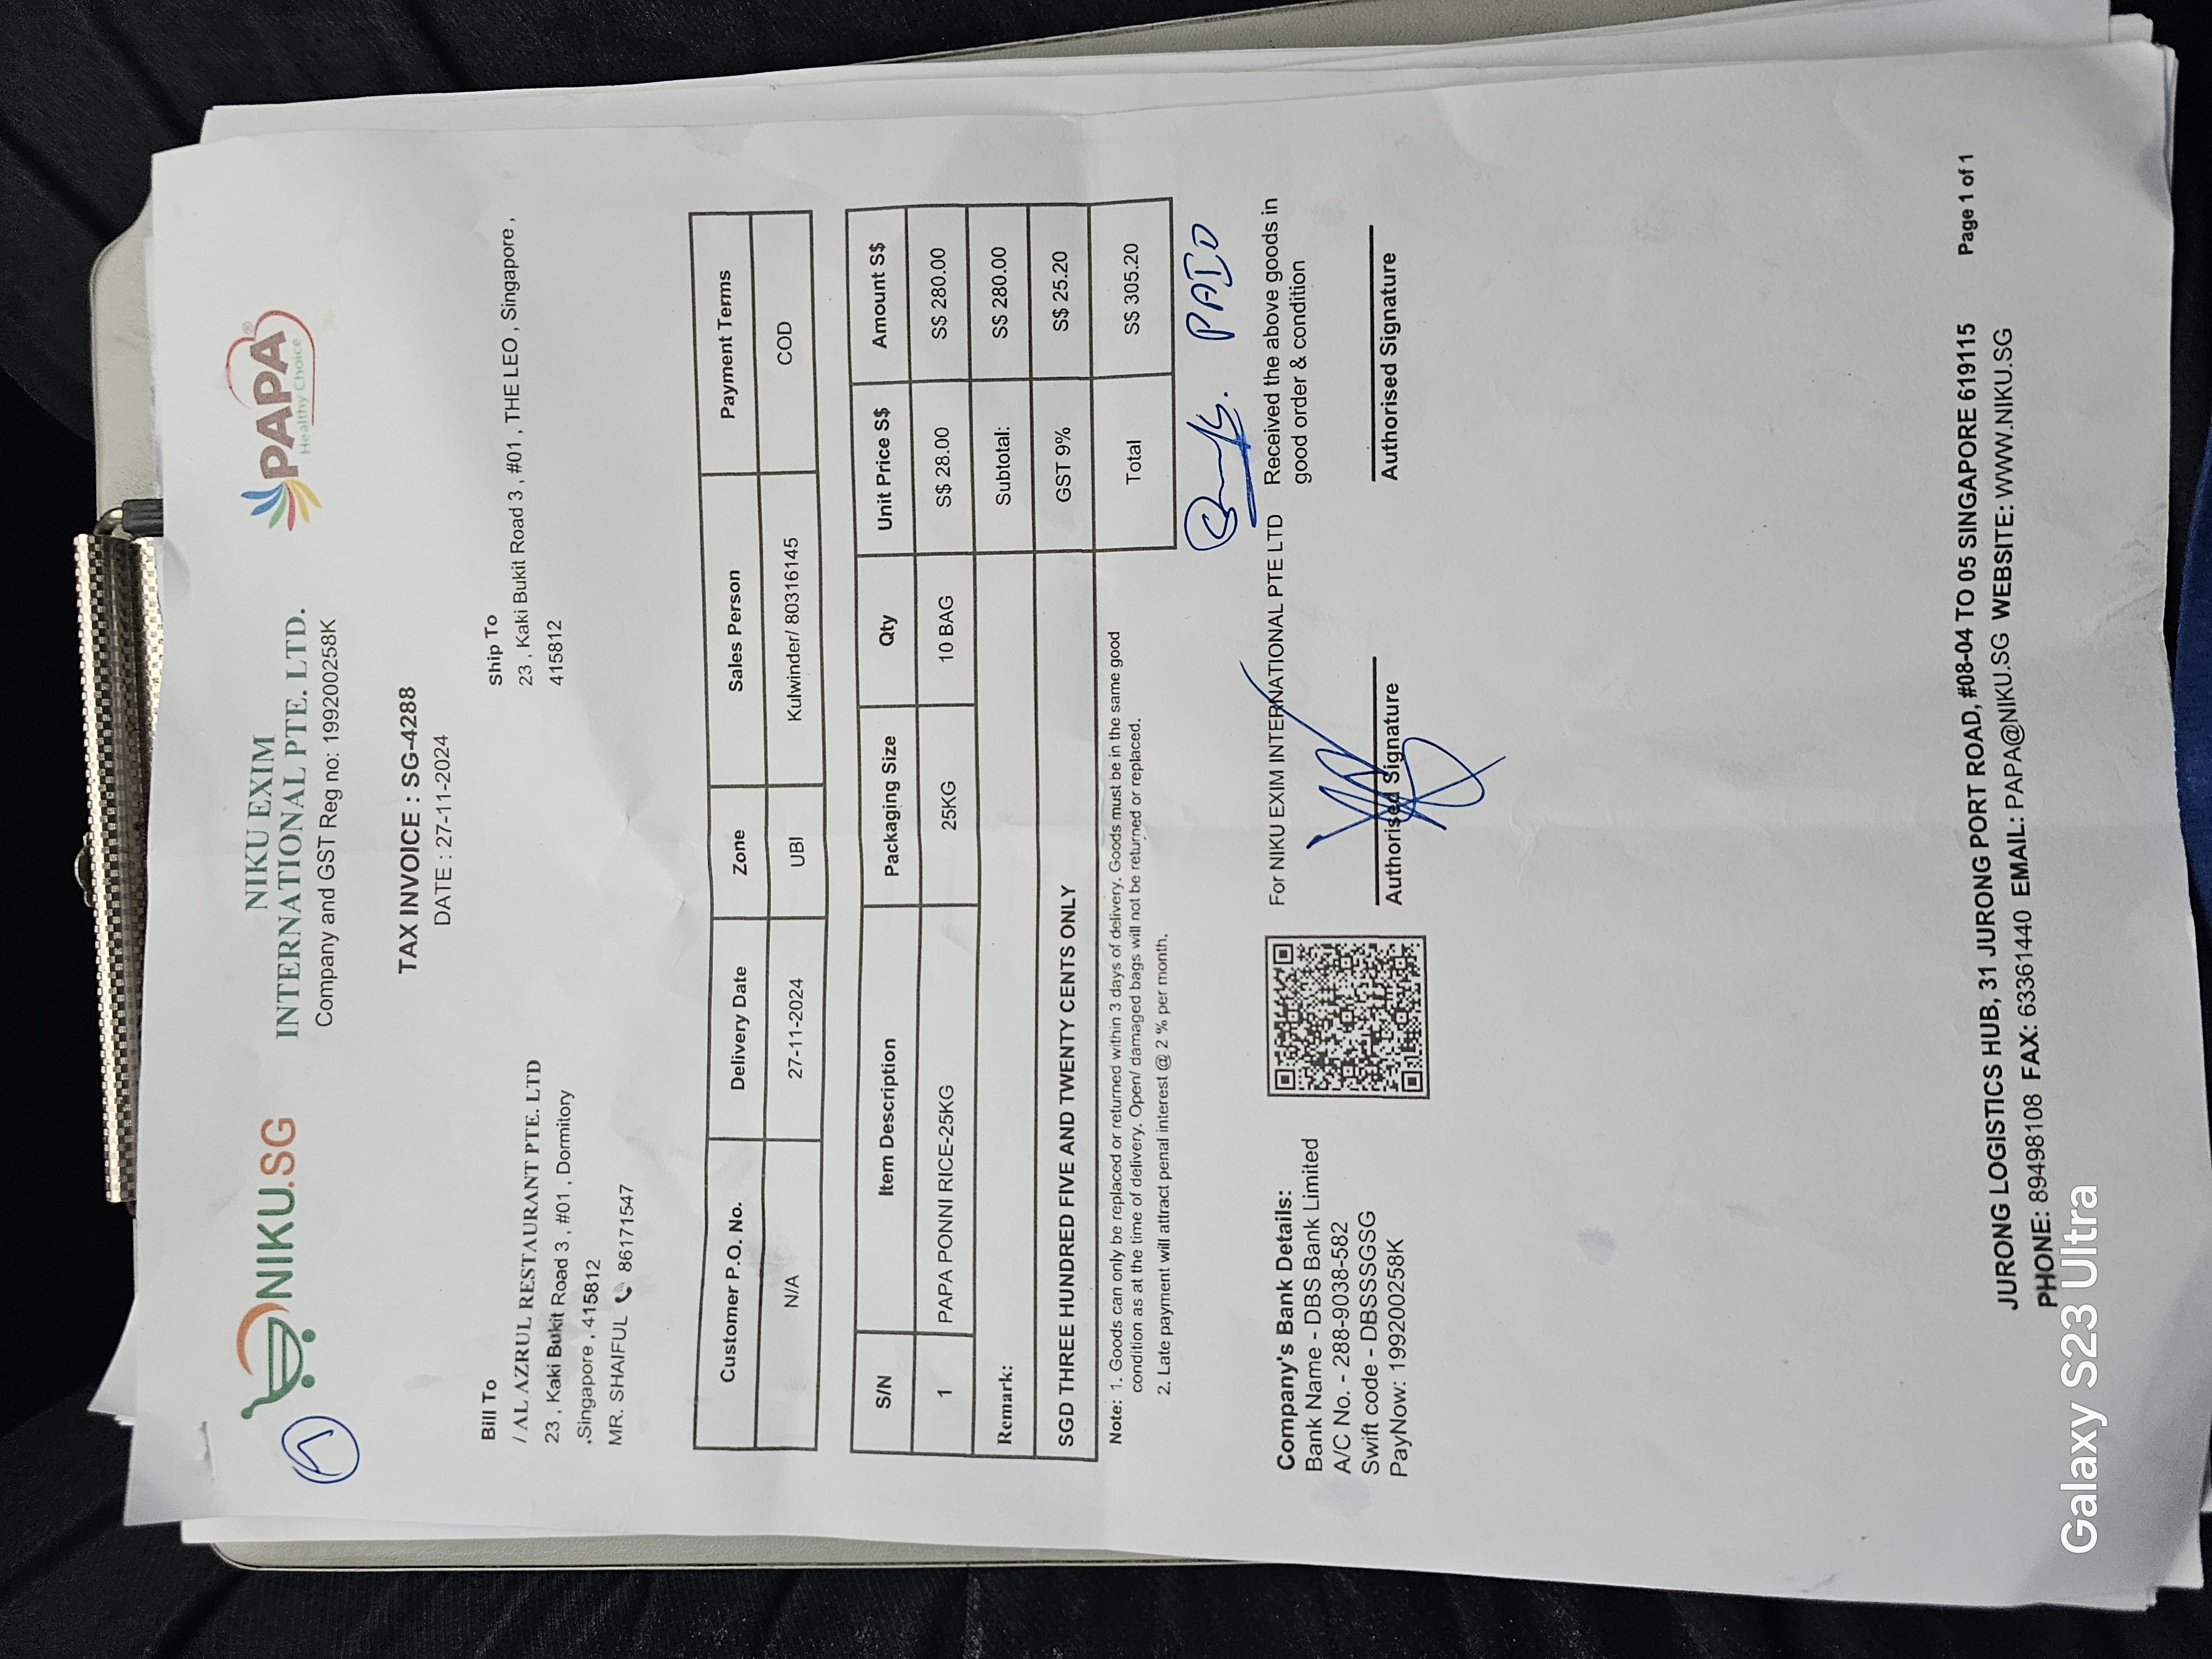 NIKU.SG
NIKU EXIM
INTERNATIONAL PTE. LTD.
Company and GST Reg no: 199200258K
PAPA®
Healthy Choice
TAX INVOICE : SG-4288
DATE : 27-11-2024
Bill To
/ AL AZRUL RESTAURANT PTE. LTD
23 , Kaki Bukit Road 3 , #01 , Dormitory
,Singapore , 415812
MR. SHAIFUL 86171547
Ship To
23 , Kaki Bukit Road 3 , #01 , THE LEO , Singapore ,
415812
Customer P.O. No. Delivery Date Zone Sales Person Payment Terms
N/A 27-11-2024 UBI Kulwinder/ 80316145 COD
S/N Item Description Packaging Size Qty Unit Price S$ Amount S$
1 PAPA PONNI RICE-25KG 25KG 10 BAG S$ 28.00 S$ 280.00
Remark: Subtotal: S$ 280.00
SGD THREE HUNDRED FIVE AND TWENTY CENTS ONLY GST 9% S$ 25.20
Total S$ 305.20
Note: 1. Goods can only be replaced or returned within 3 days of delivery. Goods must be in the same good
condition as at the time of delivery. Open/ damaged bags will not be returned or replaced.
2. Late payment will attract penal interest @ 2 % per month.
PAID
Company's Bank Details:
Bank Name - DBS Bank Limited
A/C No. - 288-9038-582
Swift code - DBSSSGSG
PayNow: 199200258K
For NIKU EXIM INTERNATIONAL PTE LTD
Authorised Signature
Received the above goods in
good order & condition
Authorised Signature
JURONG LOGISTICS HUB, 31 JURONG PORT ROAD, #08-04 TO 05 SINGAPORE 619115 Page 1 of 1
PHONE: 89498108 FAX: 63361440 EMAIL: PAPA@NIKU.SG WEBSITE: WWW.NIKU.SG
Galaxy S23 Ultra